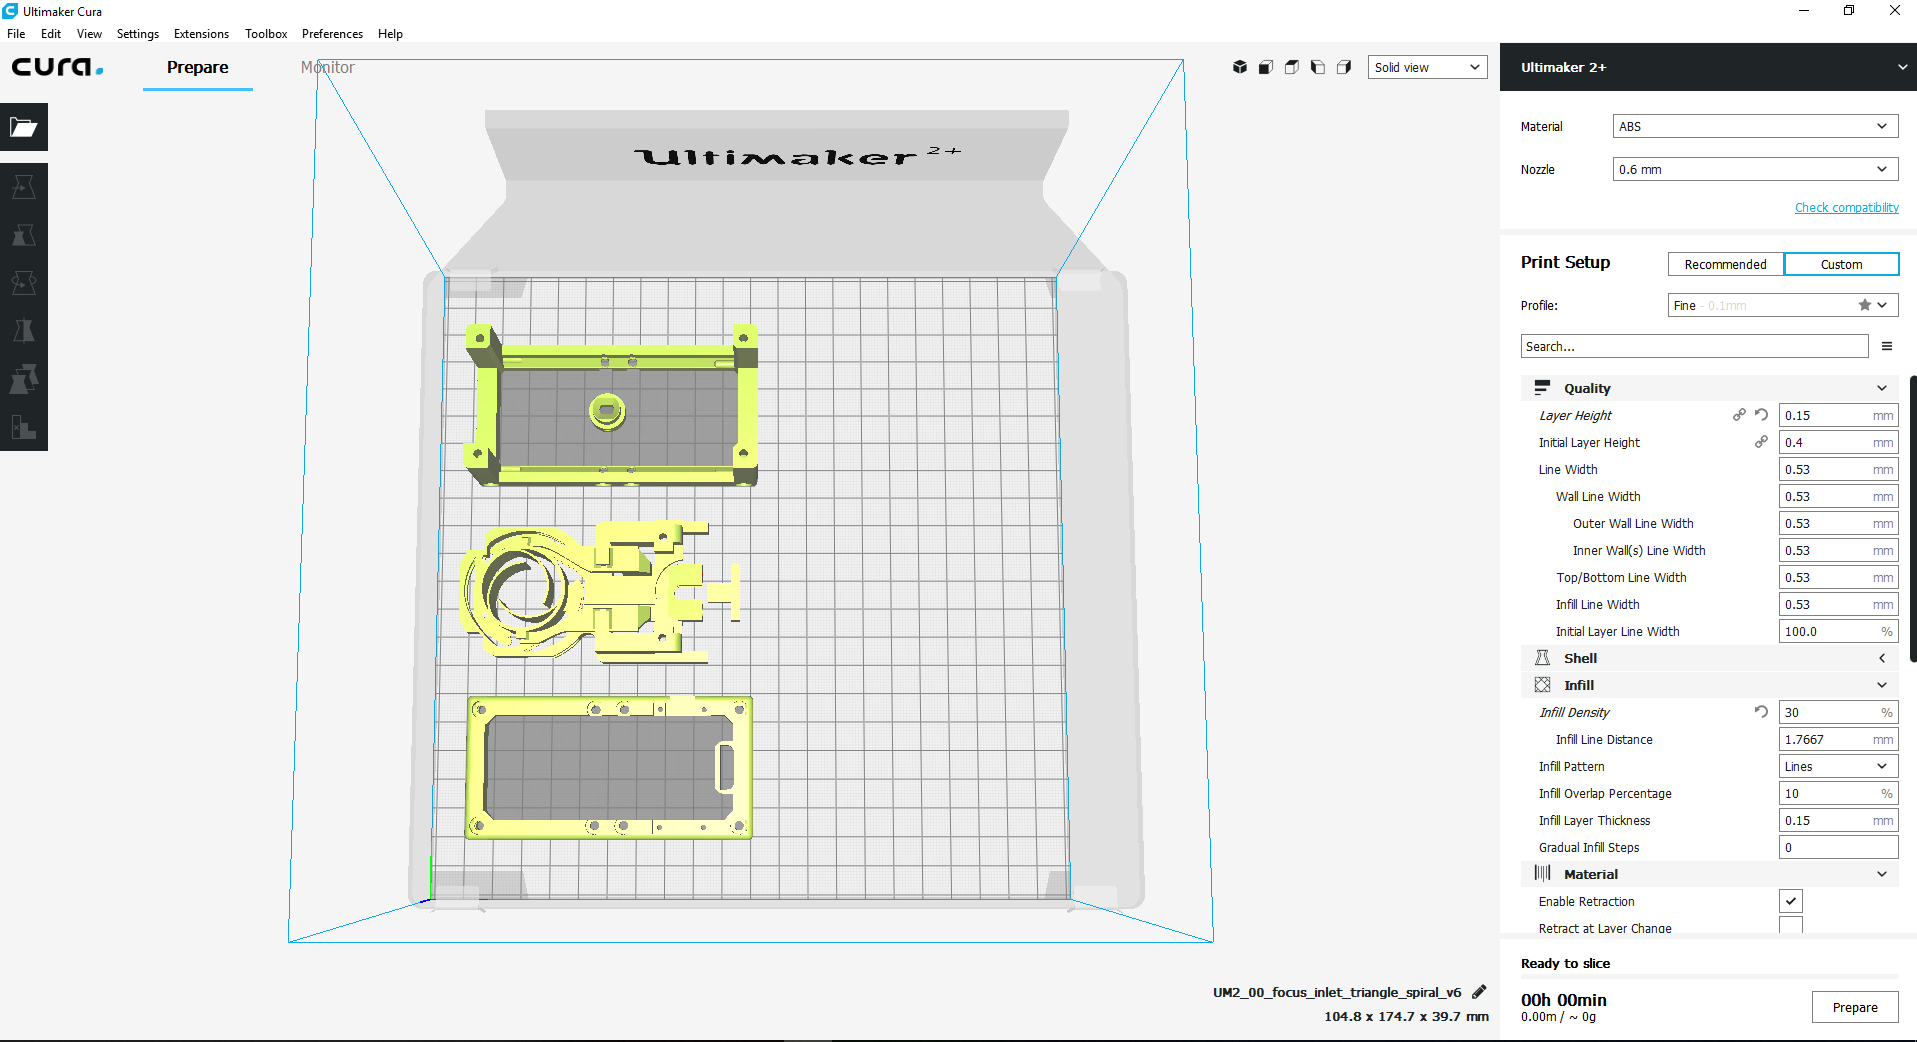 Ultimaker Cura
File Edit View Settings Extensions Toolbox Preferences Help
cura.
Prepare
Monitor
Solid view
Ultimaker 2+
Ultimaker 2+
Material ABS
Nozzle 0.6 mm
Check compatibility
Print Setup Recommended Custom
Profile: Fine - 0.1mm
Search...
Quality
Layer Height 0.15 mm
Initial Layer Height 0.4 mm
Line Width 0.53 mm
Wall Line Width 0.53 mm
Outer Wall Line Width 0.53 mm
Inner Wall(s) Line Width 0.53 mm
Top/Bottom Line Width 0.53 mm
Infill Line Width 0.53 mm
Initial Layer Line Width 100.0 %
Shell
Infill
Infill Density 30 %
Infill Line Distance 1.7667 mm
Infill Pattern Lines
Infill Overlap Percentage 10 %
Infill Layer Thickness 0.15 mm
Gradual Infill Steps 0
Material
Enable Retraction
Retract at Layer Change
Ready to slice
UM2_00_focus_inlet_triangle_spiral_v6
104.8 x 174.7 x 39.7 mm
00h 00min
0.00m / ~ 0g
Prepare